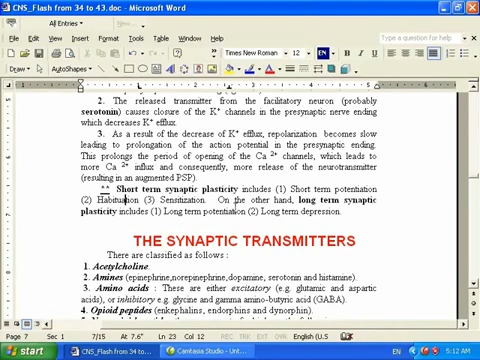 CNS_Flash from 34 to 43.doc - Microsoft Word
All Entries
New
File Edit View Insert Format Tools Table Window Help
Times New Roman 12 B I U
Draw AutoShapes
2. The released transmitter from the facilitatory neuron (probably
serotonin) causes closure of the K+ channels in the presynaptic nerve ending
which decreases K+ efflux.
3. As a result of the decrease of K+ efflux, repolarization becomes slow
leading to prolongation of the action potential in the presynaptic ending.
This prolongs the period of opening of the Ca 2+ channels, which leads to
more Ca 2+ influx and consequently, more release of the neurotransmitter
(resulting in an augmented PSP).
** Short term synaptic plasticity includes (1) Short term potentiation
(2) Habituation (3) Sensitization. On the other hand, long term synaptic
plasticity includes (1) Long term potentiation (2) Long term depression.
THE SYNAPTIC TRANSMITTERS
There are classified as follows :
1. Acetylcholine.
2. Amines (epinephrine,norepinephrine,dopamine, serotonin and histamine).
3. Amino acids : There are either excitatory (e.g. glutamic and aspartic
acids), or inhibitory e.g. glycine and gamma amino-butyric acid (GABA).
4. Opioid peptides (enkephalins, endorphins and dynorphin).
Page 7 Sec 1 7/15 At 7.6" Ln 23 Col 12 REC TRK EXT OVR English (U.S
start CNS_Flash from 34 to ... Camtasia Studio - Unt... EN 5:12 AM